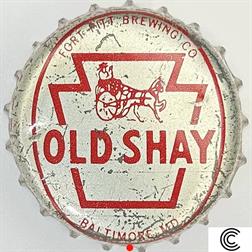 FORT PITT BREWING CO.
OLD SHAY
BALTIMORE, MD.